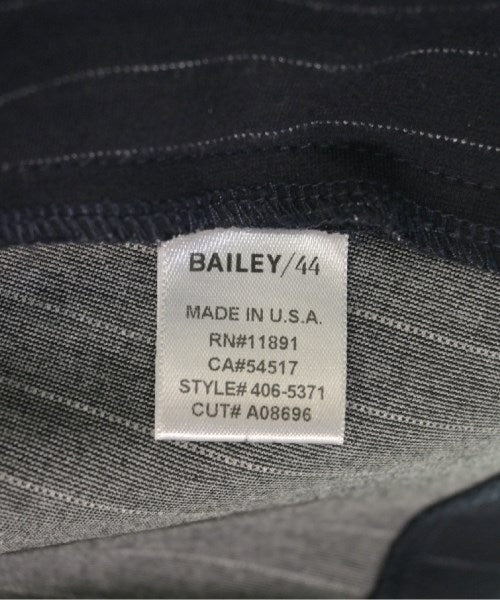 BAILEY/44
MADE IN U.S.A.
RN#11891
CA#54517
STYLE# 406-5371
CUT# A08696